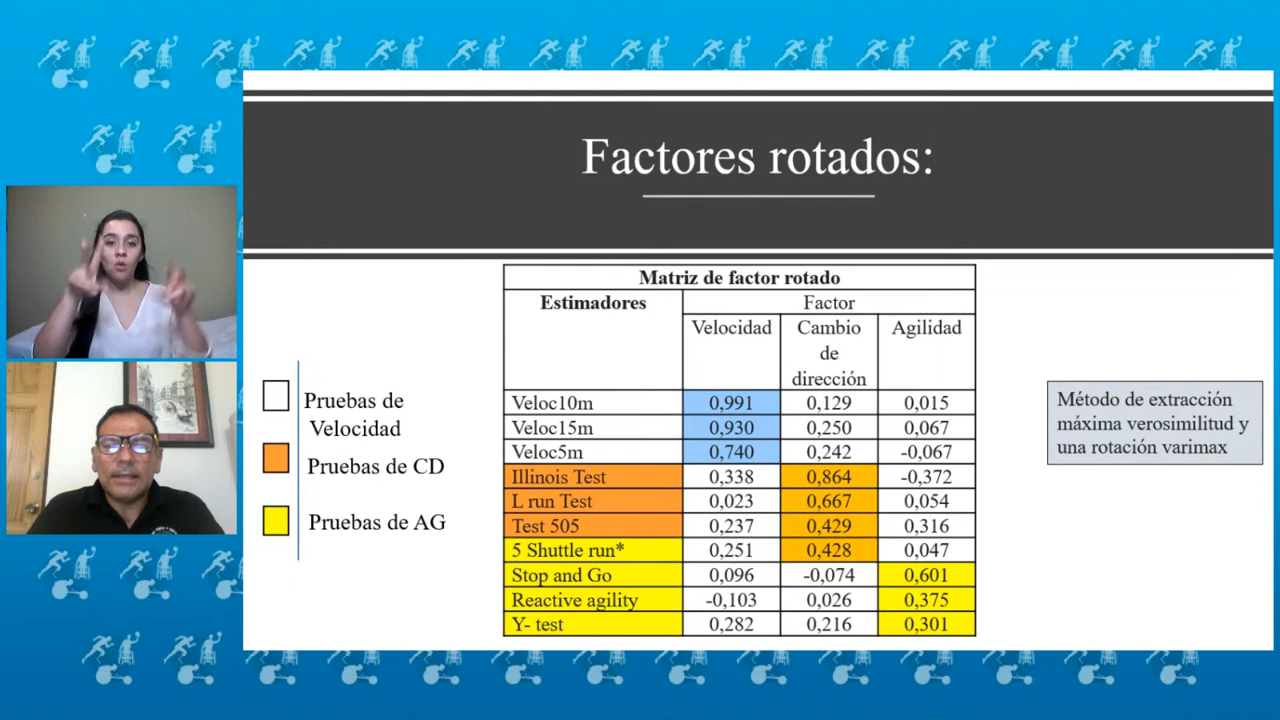 Factores rotados:
Matriz de factor rotado
Estimadores
Factor
Velocidad
Cambio
de
dirección
Agilidad
Veloc10m 0,991 0,129 0,015
Veloc15m 0,930 0,250 0,067
Veloc5m 0,740 0,242 -0,067
Illinois Test 0,338 0,864 -0,372
L run Test 0,023 0,667 0,054
Test 505 0,237 0,429 0,316
5 Shuttle run* 0,251 0,428 0,047
Stop and Go 0,096 -0,074 0,601
Reactive agility -0,103 0,026 0,375
Y- test 0,282 0,216 0,301
Pruebas de
Velocidad
Pruebas de CD
Pruebas de AG
Método de extracción
máxima verosimilitud y
una rotación varimax